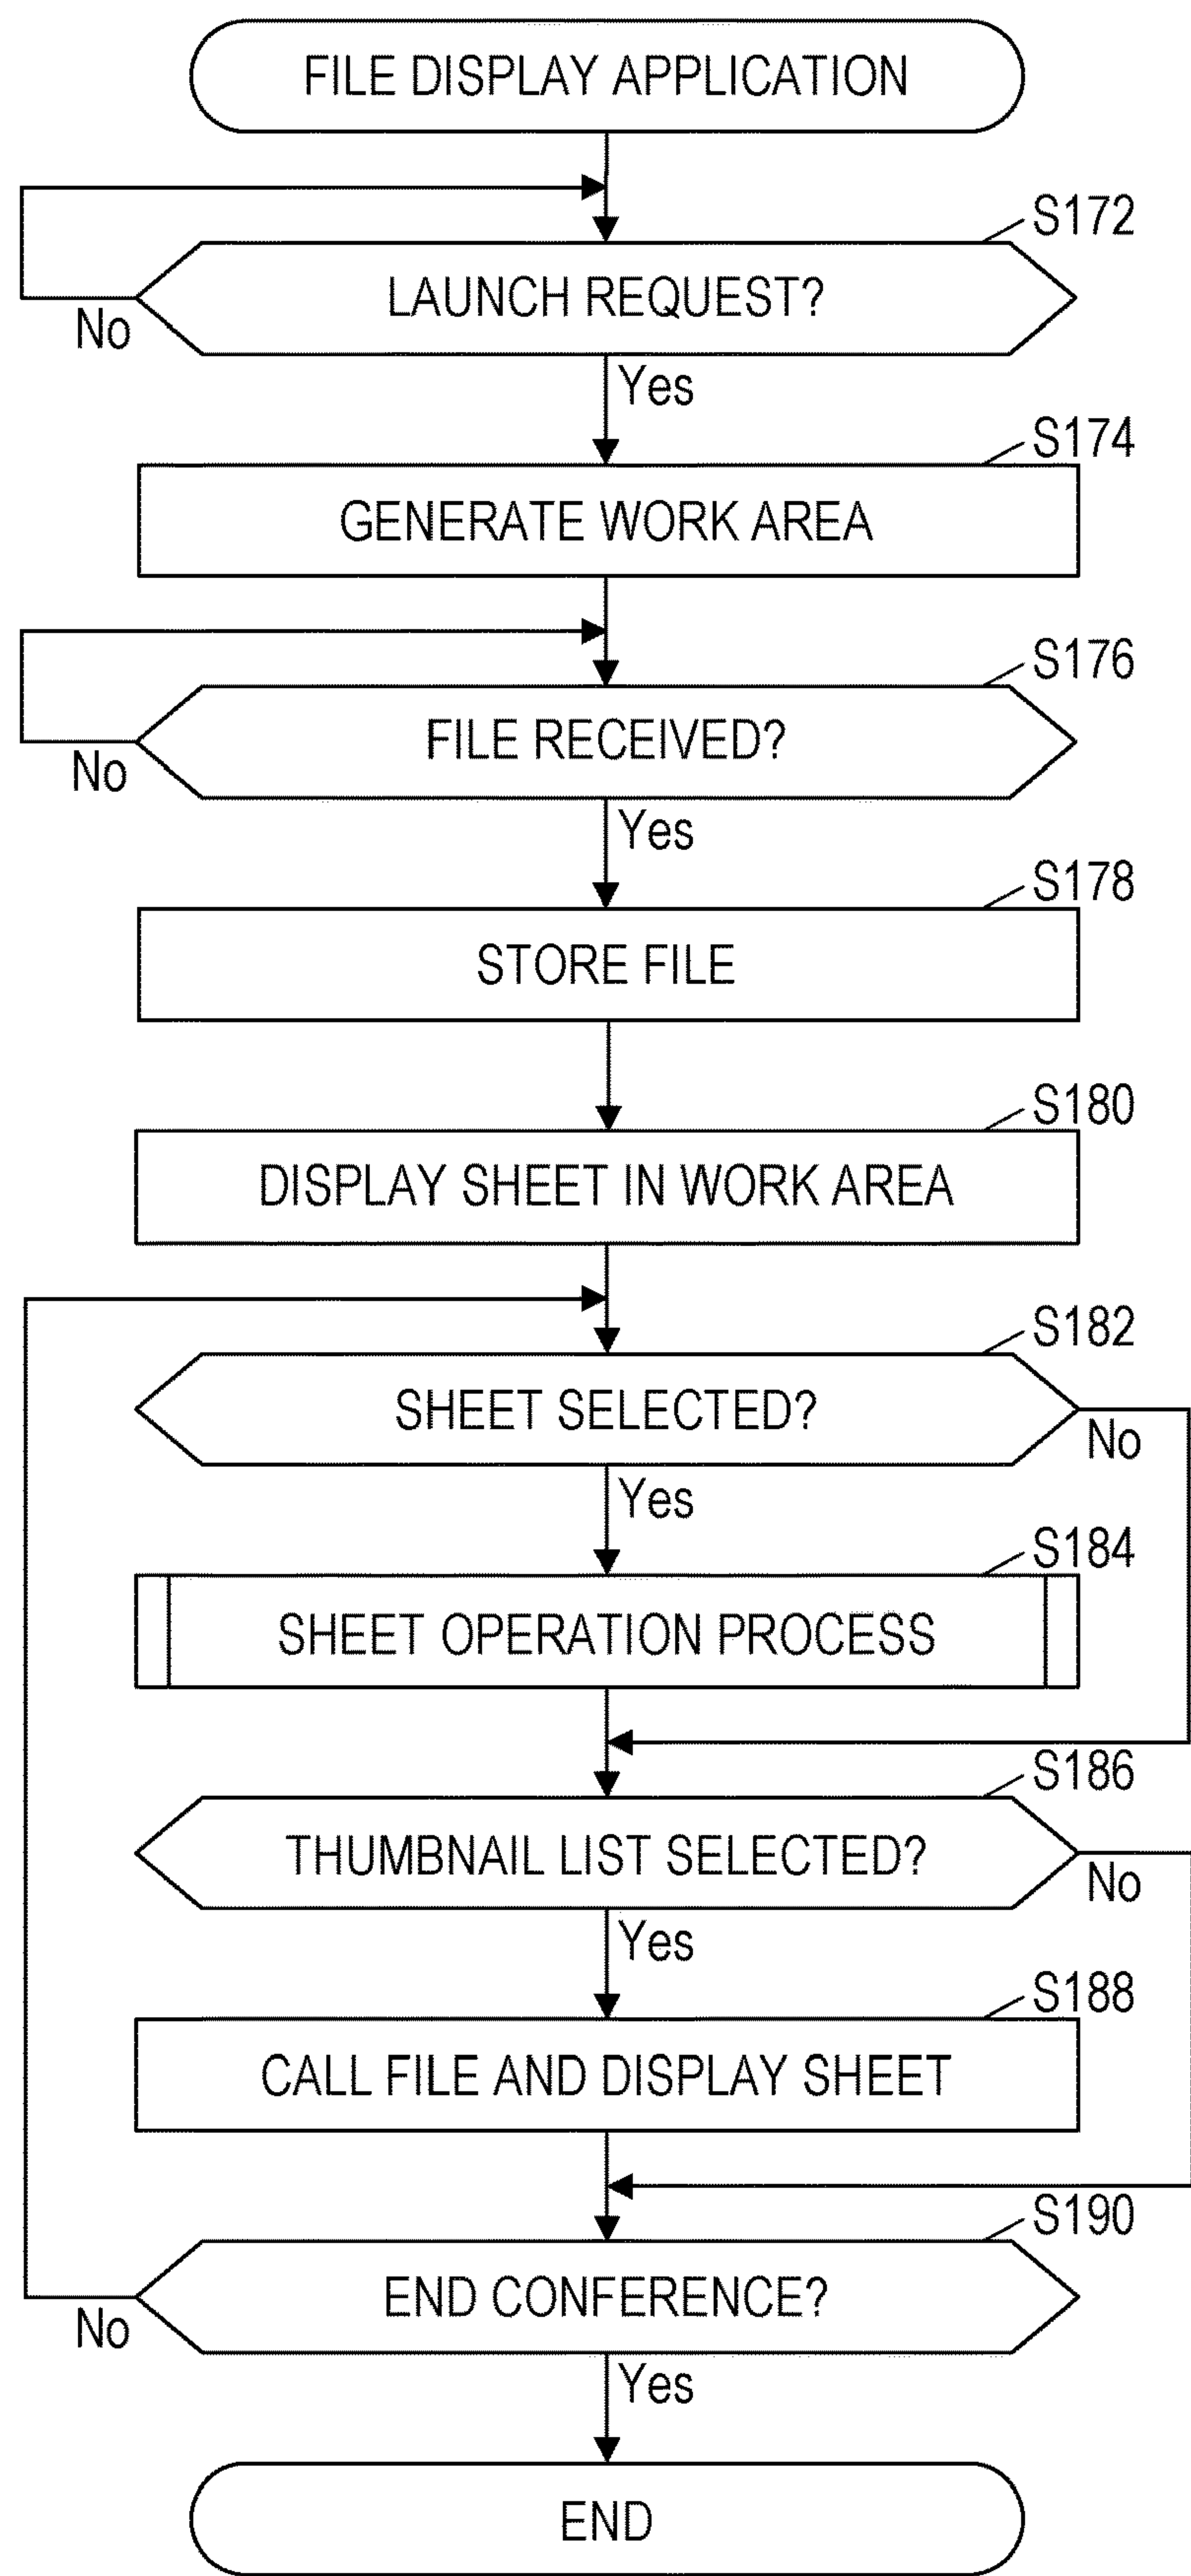 FILE DISPLAY APPLICATION
S172
LAUNCH REQUEST?
No
Yes
S174
GENERATE WORK AREA
S176
FILE RECEIVED?
No
Yes
S178
STORE FILE
S180
DISPLAY SHEET IN WORK AREA
S182
SHEET SELECTED?
No
Yes
S184
SHEET OPERATION PROCESS
S186
THUMBNAIL LIST SELECTED?
No
Yes
S188
CALL FILE AND DISPLAY SHEET
S190
END CONFERENCE?
No
Yes
END